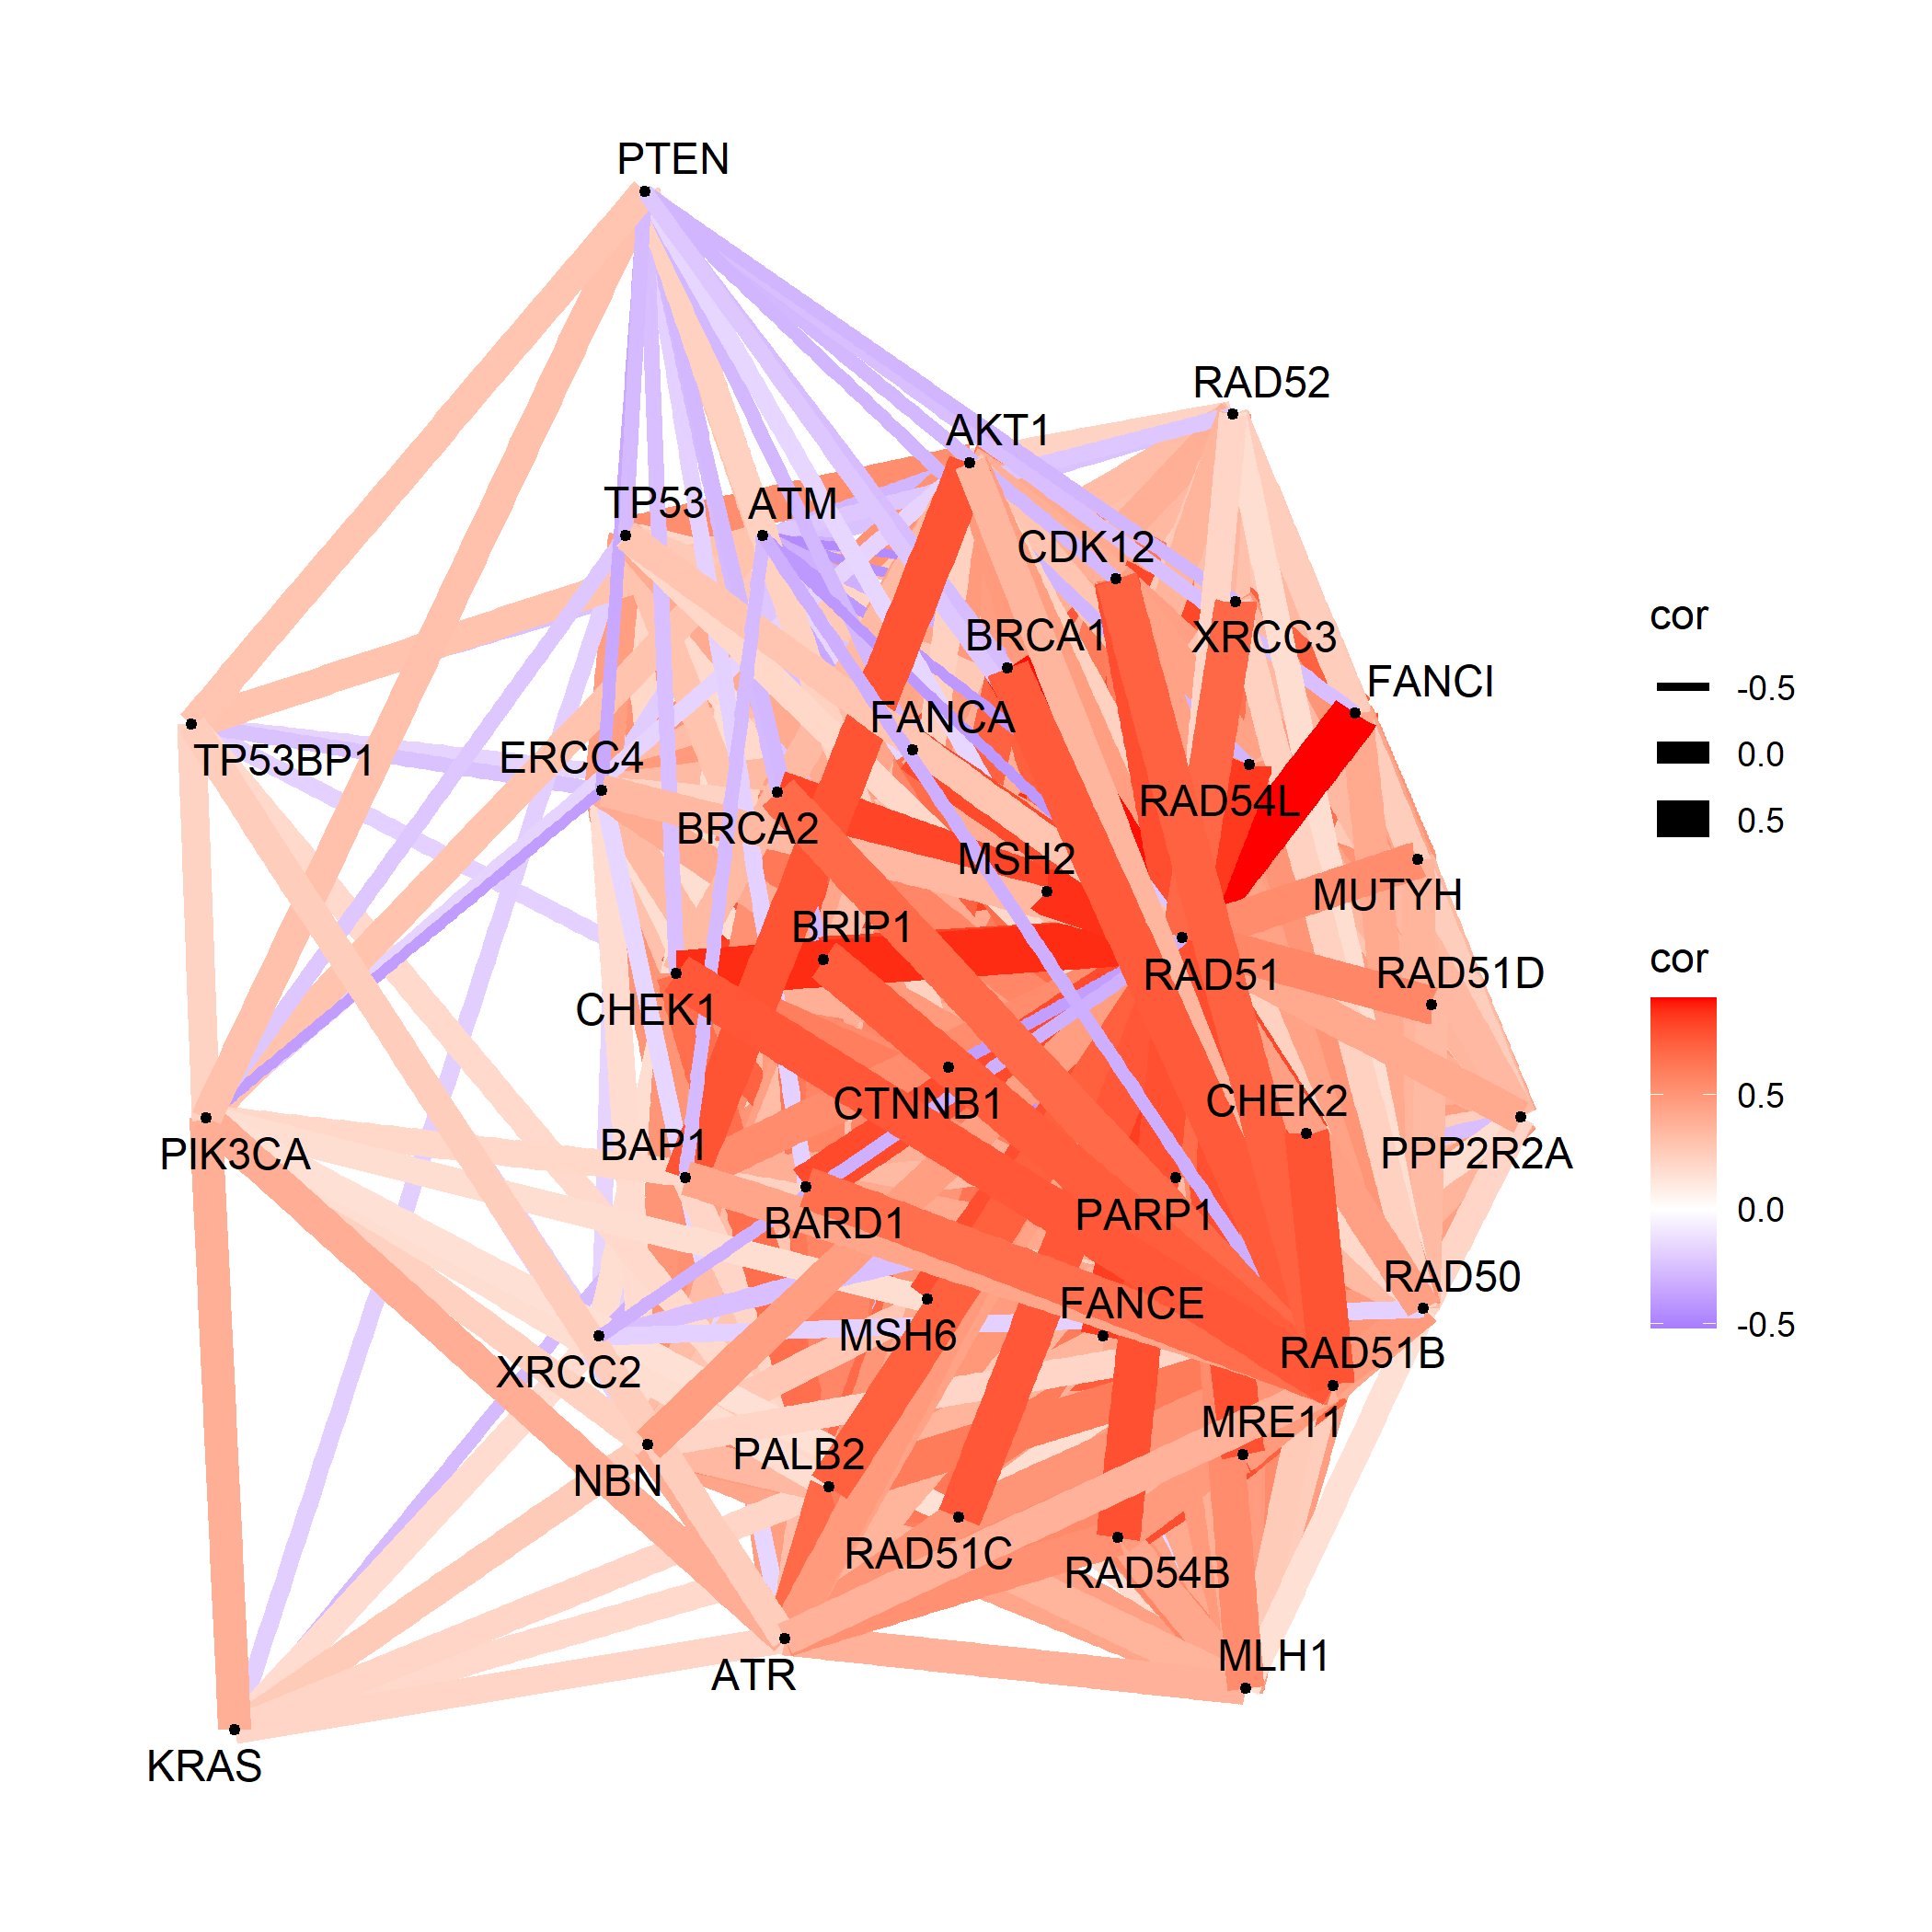 PTEN
RAD52
AKT1
TP53
ATM
CDK12
cor
BRCA1
XRCC3
FANCI
-0.5
FANCA
0.0
TP53BP1
ERCC4
RAD54L
0.5
BRCA2
MSH2
MUTYH
BRIP1
cor
RAD51
RAD51D
CHEK1
0.5
CTNNB1
CHEK2
PIK3CA
BAP1
PPP2R2A
0.0
BARD1
PARP1
RAD50
FANCE
-0.5
MSH6
RAD51B
XRCC2
MRE11
PALB2
NBN
RAD51C
RAD54B
MLH1
ATR
KRAS